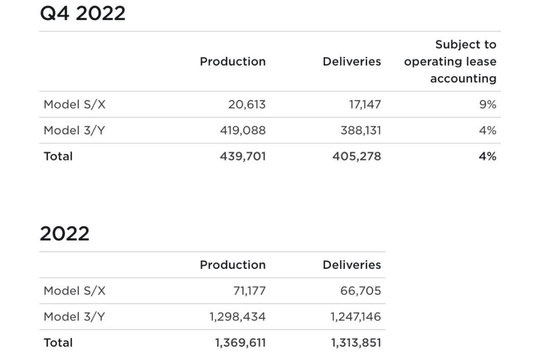 Q4 2022
Subject to
Production Deliveries operating lease
accounting
Model S/X 20,613 17,147 9%
Model 3/Y 419,088 388,131 4%
Total 439,701 405,278 4%
2022
Production Deliveries
Model S/X 71,177 66,705
Model 3/Y 1,298,434 1,247,146
Total 1,369,611 1,313,851